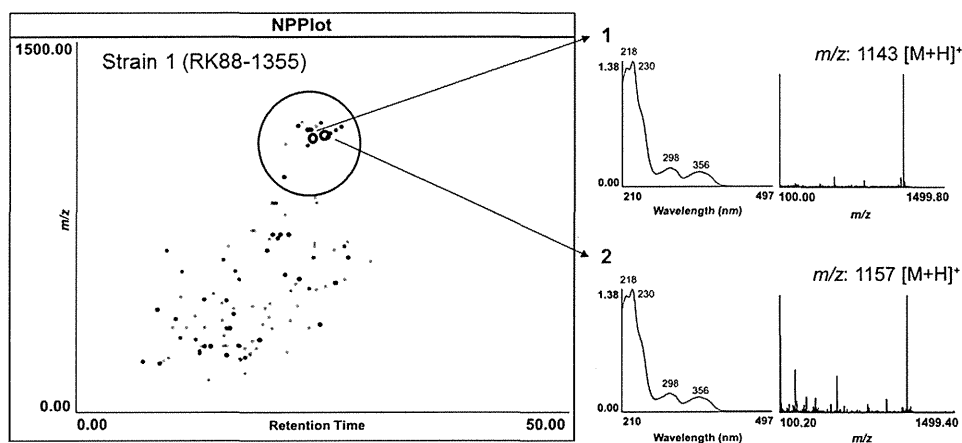 NPPlot
1500.00
Strain 1 (RK88-1355)
m/z
0.00
0.00
Retention Time
50.00
1
218
1.38
230
298
356
0.00
210
497
Wavelength (nm)
m/z: 1143 [M+H]+
100.00
1499.80
m/z
2
218
1.38
230
298
356
0.00
210
497
Wavelength (nm)
m/z: 1157 [M+H]+
100.20
1499.40
m/z